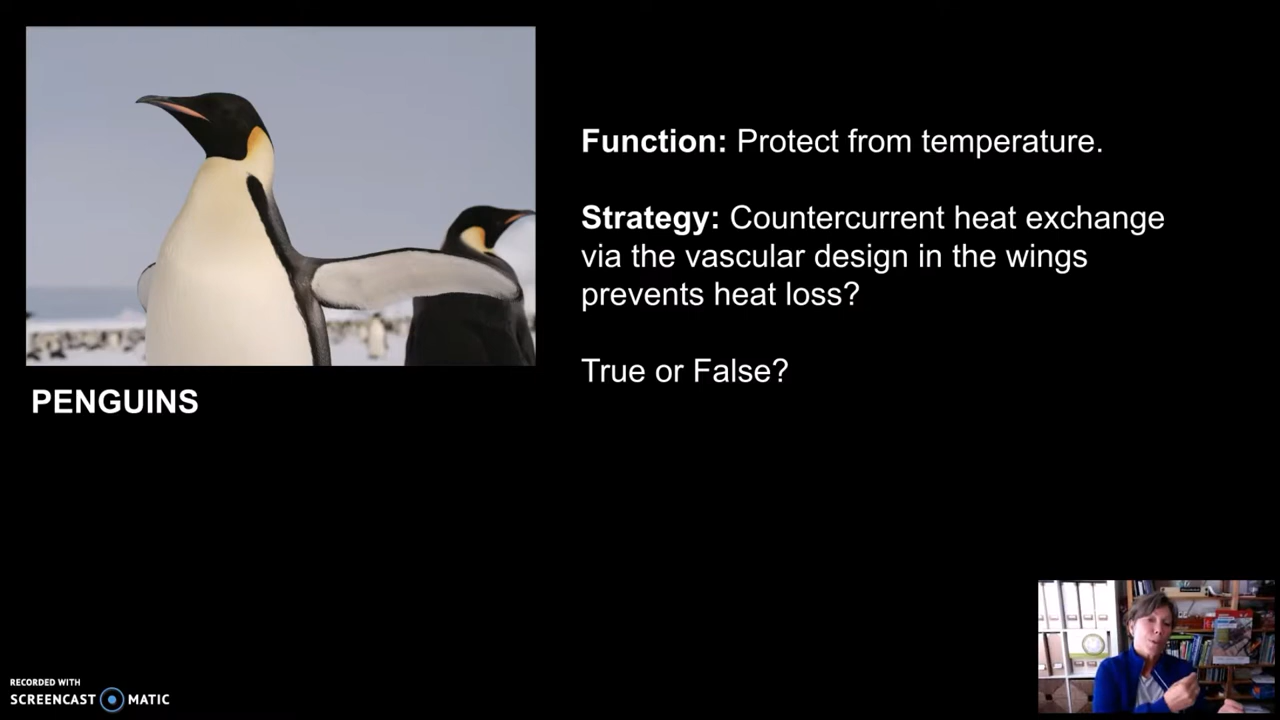 Function: Protect from temperature.
Strategy: Countercurrent heat exchange
via the vascular design in the wings
prevents heat loss?
True or False?
PENGUINS
RECORDED WITH
SCREENCAST MATIC